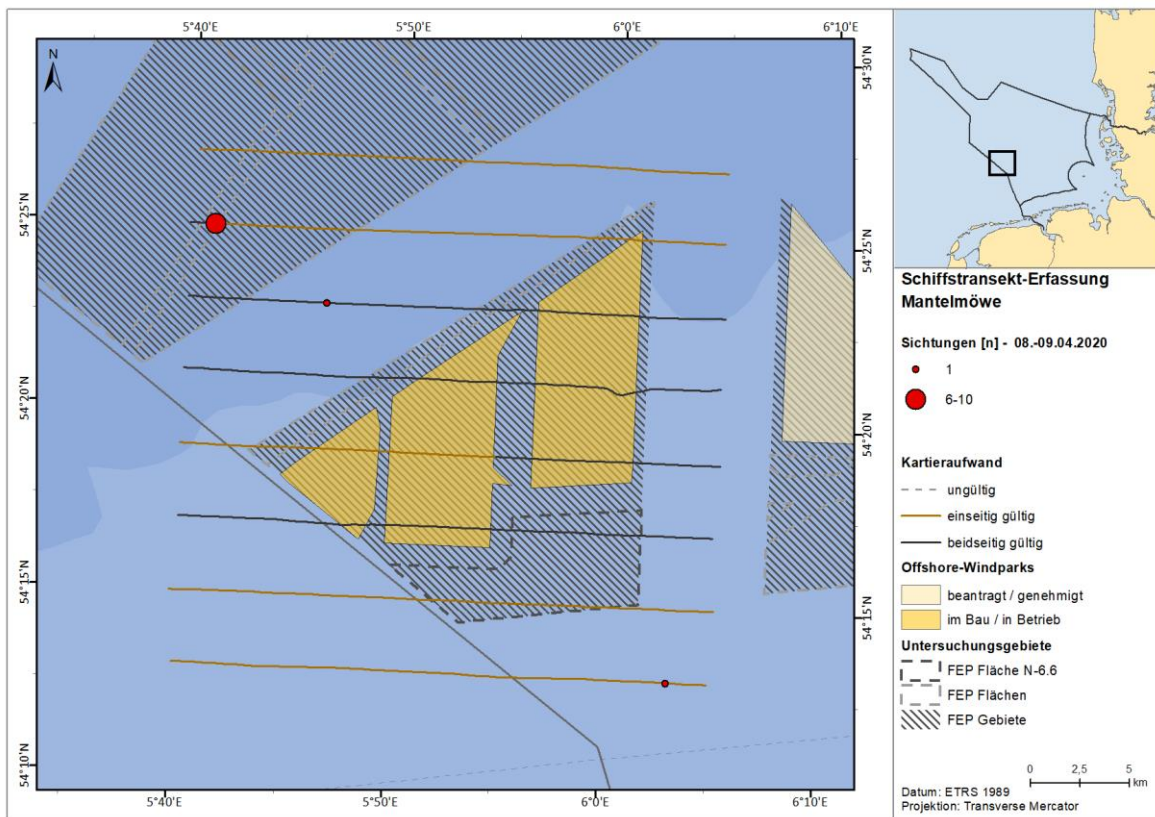 5°40'E 5°50'E 6°0'E 6°10'E
N
54°30'N
54°25'N
54°25'N
54°20'N
54°20'N
54°15'N
54°15'N
54°10'N
5°40'E 5°50'E 6°0'E 6°10'E
Schiffstransekt-Erfassung
Mantelmöwe
Sichtungen [n] - 08.-09.04.2020
1
6-10
Kartieraufwand
ungültig
einseitig gültig
beidseitig gültig
Offshore-Windparks
beantragt / genehmigt
im Bau / in Betrieb
Untersuchungsgebiete
FEP Fläche N-6.6
FEP Flächen
FEP Gebiete
0 2,5 5
km
Datum: ETRS 1989
Projektion: Transverse Mercator